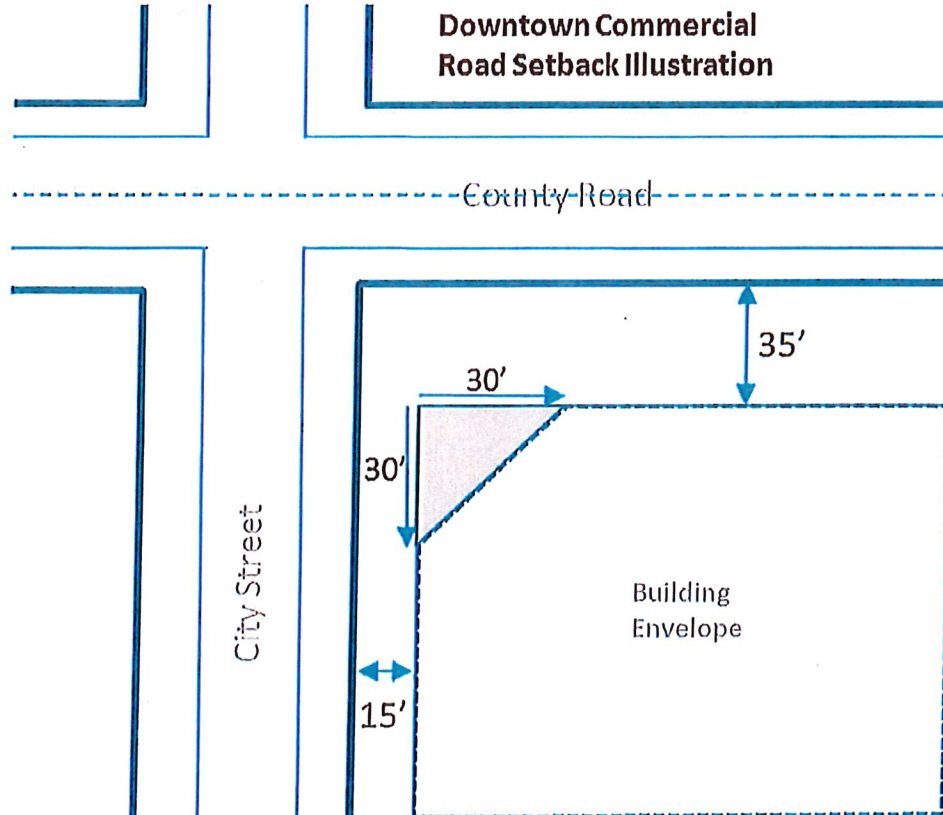 Downtown Commercial
Road Setback Illustration
County Road
35’
30’
30’
City Street
Building
Envelope
15’